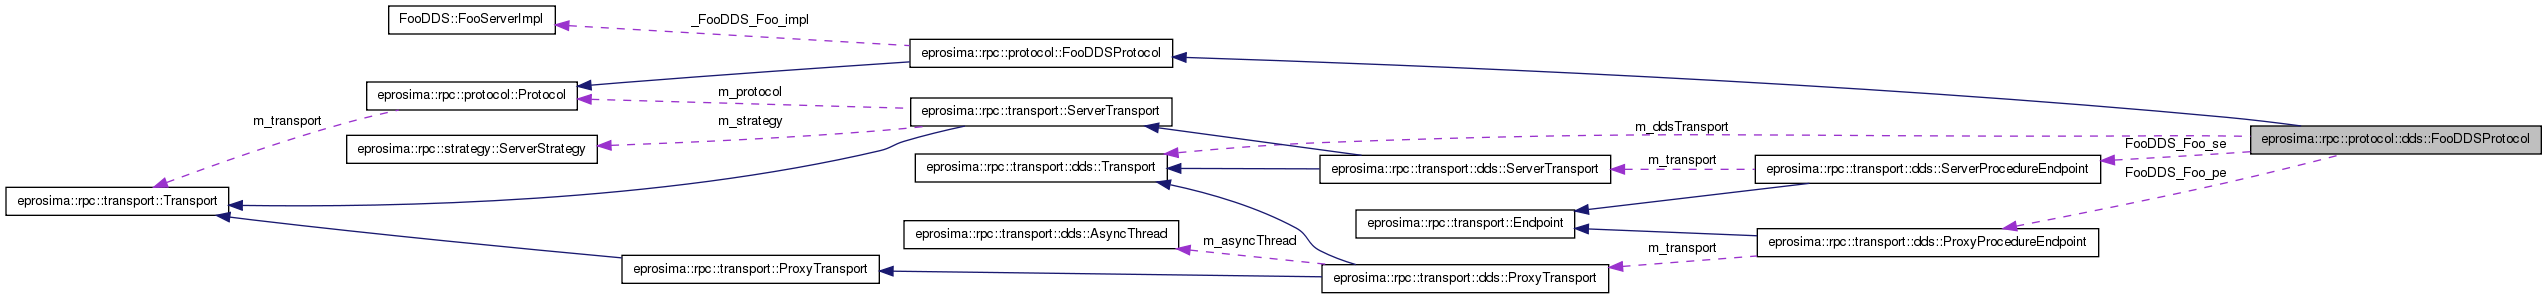 FooDDS::FooServerImpl
_FooDDS_Foo_impl
eprosima::rpc::protocol::FooDDSProtocol
eprosima::rpc::protocol::Protocol
m_protocol
eprosima::rpc::transport::ServerTransport
m_transport
m_strategy
m_ddsTransport
eprosima::rpc::protocol::dds::FooDDSProtocol
eprosima::rpc::strategy::ServerStrategy
FooDDS_Foo_se
eprosima::rpc::transport::dds::Transport
eprosima::rpc::transport::dds::ServerTransport
m_transport
eprosima::rpc::transport::dds::ServerProcedureEndpoint
FooDDS_Foo_pe
eprosima::rpc::transport::Transport
eprosima::rpc::transport::Endpoint
eprosima::rpc::transport::dds::AsyncThread
m_asyncThread
m_transport
eprosima::rpc::transport::dds::ProxyProcedureEndpoint
eprosima::rpc::transport::ProxyTransport
eprosima::rpc::transport::dds::ProxyTransport